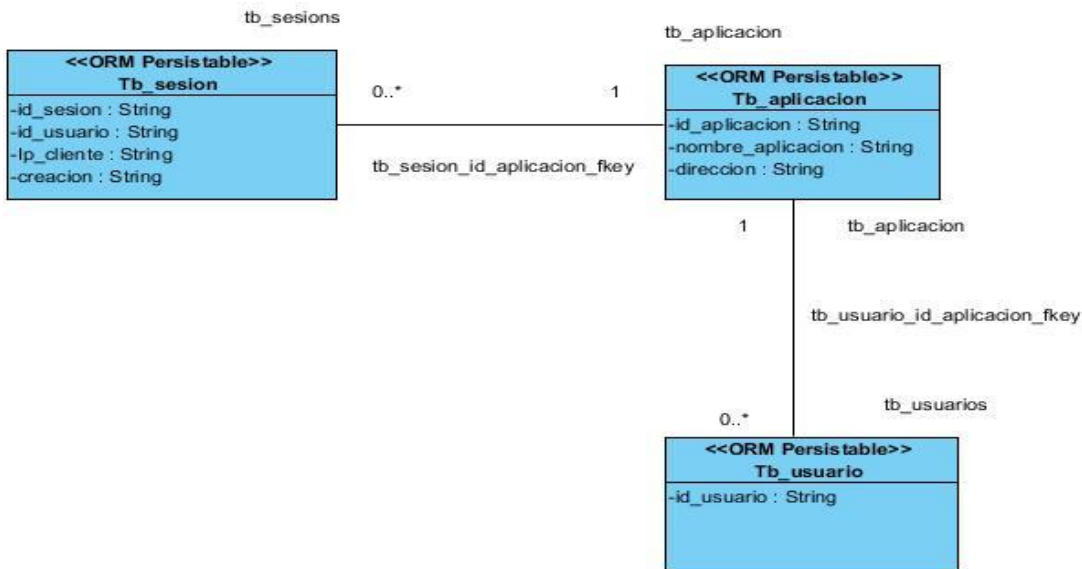 tb_sesions
<<ORM Persistable>>
Tb_sesion
-id_sesion : String
-id_usuario : String
-Ip_cliente : String
-creacion : String
0..*
1
tb_sesion_id_aplicacion_fkey
tb_aplicacion
<<ORM Persistable>>
Tb_aplicacion
-id_aplicacion : String
-nombre_aplicacion : String
-direccion : String
1
tb_aplicacion
tb_usuario_id_aplicacion_fkey
tb_usuarios
0..*
<<ORM Persistable>>
Tb_usuario
-id_usuario : String